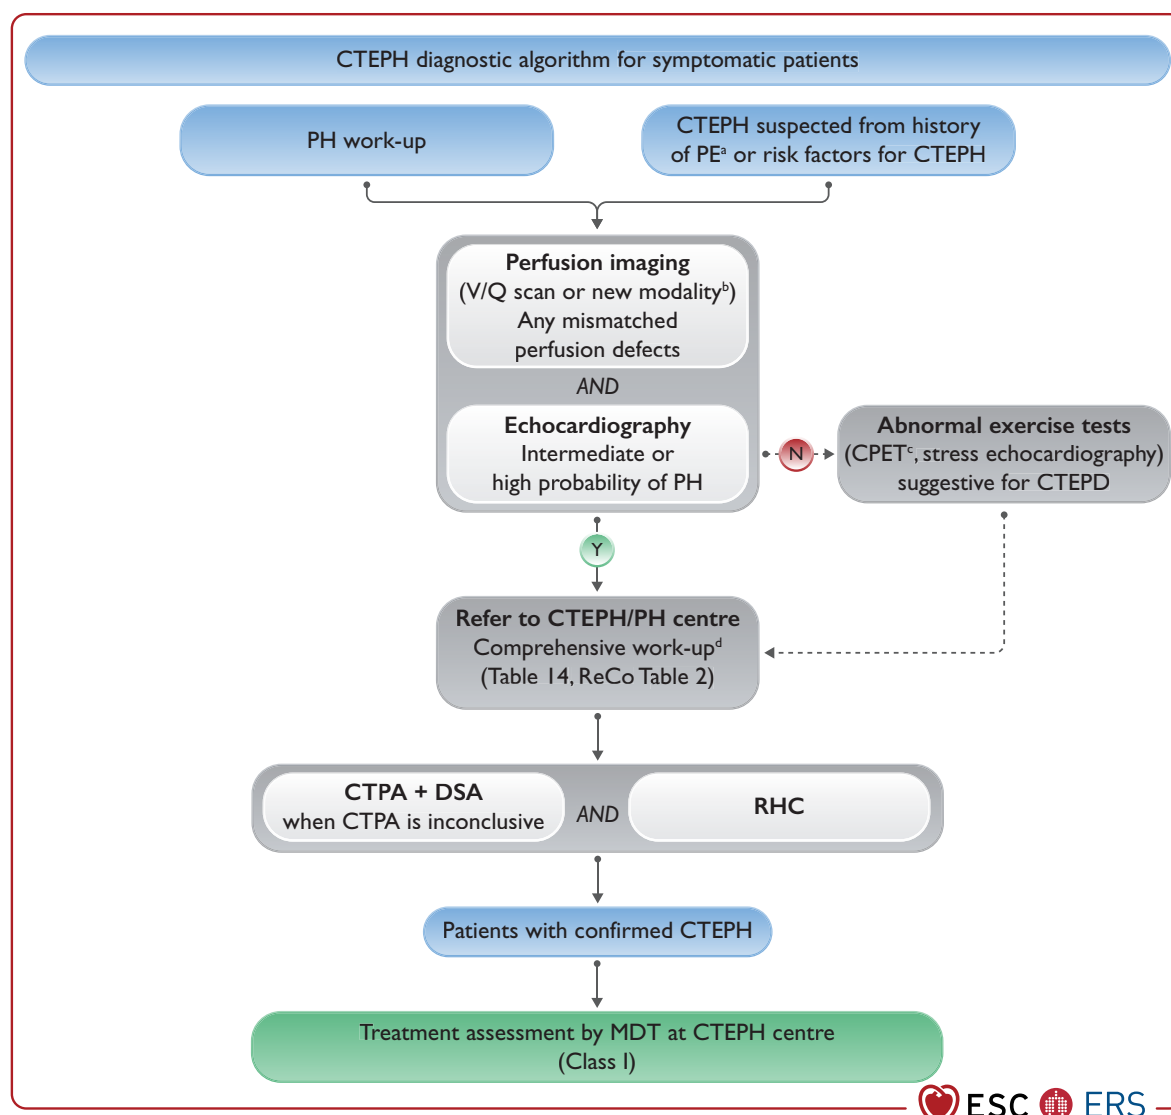 CTEPH diagnostic algorithm for symptomatic patients
PH work-up
CTEPH suspected from history
of PEᵃ or risk factors for CTEPH
Perfusion imaging
(V/Q scan or new modalityᵇ)
Any mismatched
perfusion defects
AND
Echocardiography
Intermediate or
high probability of PH
N
Abnormal exercise tests
(CPETᶜ, stress echocardiography)
suggestive for CTEPD
Y
Refer to CTEPH/PH centre
Comprehensive work-upᵈ
(Table 14, ReCo Table 2)
CTPA + DSA
when CTPA is inconclusive
AND
RHC
Patients with confirmed CTEPH
Treatment assessment by MDT at CTEPH centre
(Class I)
ESC ERS